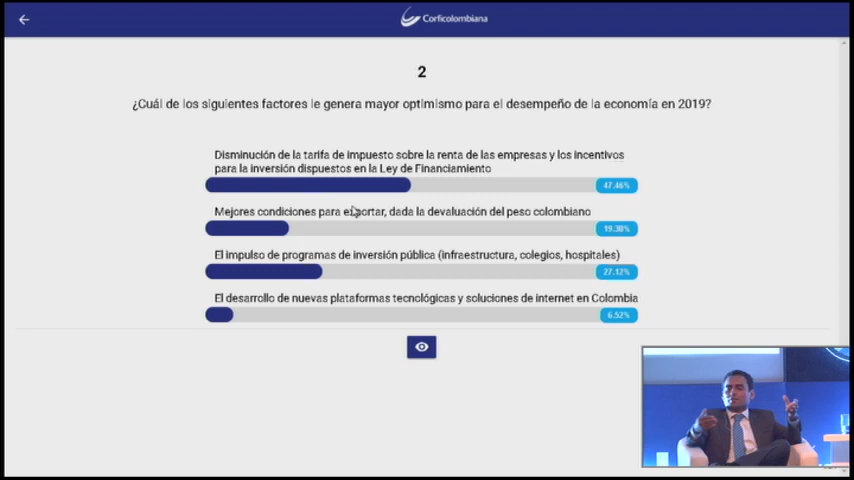 Corficolombiana
2
¿Cuál de los siguientes factores le genera mayor optimismo para el desempeño de la economía en 2019?
Disminución de la tarifa de impuesto sobre la renta de las empresas y los incentivos
para la inversión dispuestos en la Ley de Financiamiento
47.46%
Mejores condiciones para exportar, dada la devaluación del peso colombiano
19.30%
El impulso de programas de inversión pública (infraestructura, colegios, hospitales)
27.12%
El desarrollo de nuevas plataformas tecnológicas y soluciones de internet en Colombia
6.52%